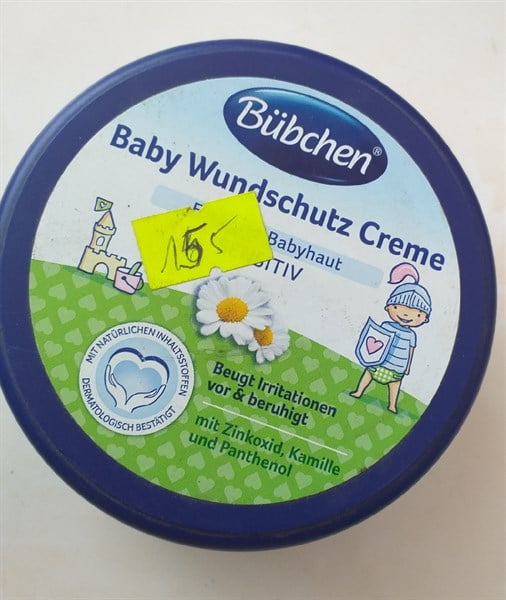 Bübchen®
Baby Wundschutz Creme
Babyhaut
155
MIT NATÜRLICHEN INHALTSSTOFFEN
DERMATOLOGISCH BESTÄTIGT
Beugt Irritationen
vor & beruhigt
mit Zinkoxid, Kamille
und Panthenol